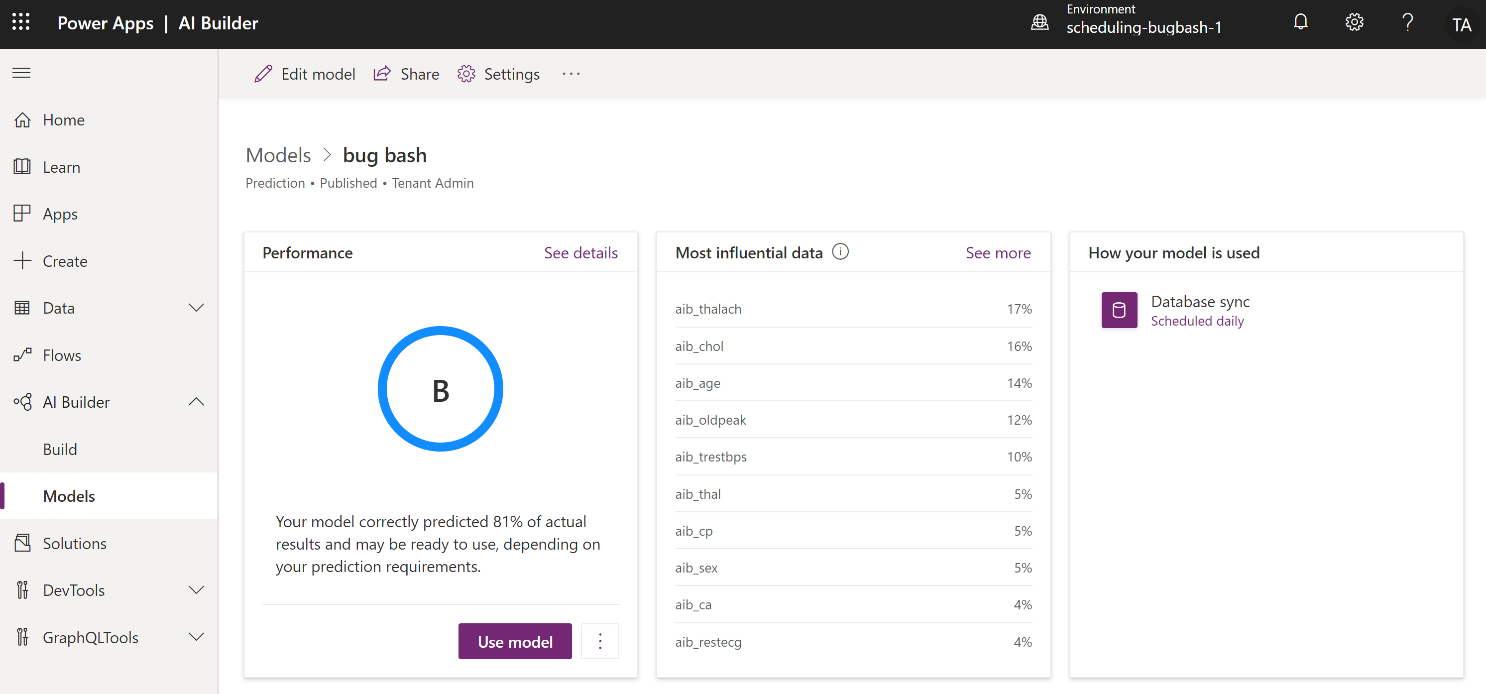 Power Apps | AI Builder
Environment
scheduling-bugbash-1
TA
Edit model
Share
Settings
Home
Learn
Apps
Create
Data
Flows
AI Builder
Build
Models
Solutions
DevTools
GraphQLTools
Models > bug bash
Prediction • Published • Tenant Admin
Performance
See details
B
Your model correctly predicted 81% of actual
results and may be ready to use, depending on
your prediction requirements.
Use model
Most influential data
See more
aib_thalach 17%
aib_chol 16%
aib_age 14%
aib_oldpeak 12%
aib_trestbps 10%
aib_thal 5%
aib_cp 5%
aib_sex 5%
aib_ca 4%
aib_restecg 4%
How your model is used
Database sync
Scheduled daily